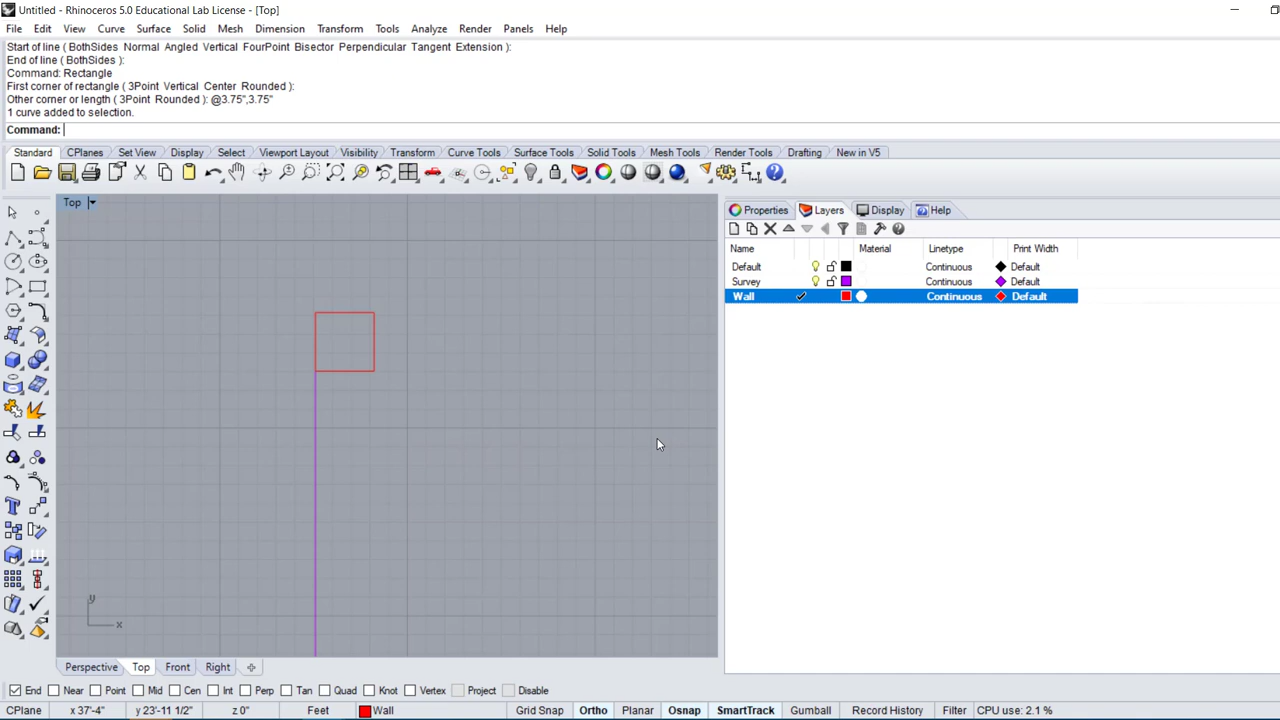 Untitled - Rhinoceros 5.0 Educational Lab License - [Top]
File Edit View Curve Surface Solid Mesh Dimension Transform Tools Analyze Render Panels Help
Start of line ( BothSides Normal Angled Vertical FourPoint Bisector Perpendicular Tangent Extension ):
End of line ( BothSides ):
Command: Rectangle
First corner of rectangle ( 3Point Vertical Center Rounded ):
Other corner or length ( 3Point Rounded ): @3.75",3.75"
1 curve added to selection.
Command:
Standard CPlanes Set View Display Select Viewport Layout Visibility Transform Curve Tools Surface Tools Solid Tools Mesh Tools Render Tools Drafting New in V5
Top
Properties Layers Display Help
Name Material Linetype Print Width
Default Continuous Default
Survey Continuous Default
Wall Continuous Default
y
x
Perspective Top Front Right
End Near Point Mid Cen Int Perp Tan Quad Knot Vertex Project Disable
CPlane x 37'-4" y 23'-11 1/2" z 0" Feet Wall Grid Snap Ortho Planar Osnap SmartTrack Gumball Record History Filter CPU use: 2.1 %